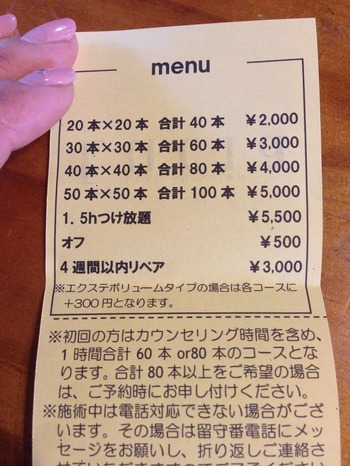 menu
20本×20本 合計40本 ¥2,000
30本×30本 合計60本 ¥3,000
40本×40本 合計80本 ¥4,000
50本×50本 合計100本 ¥5,000
1.5hつけ放題 ¥5,500
オフ ¥500
4週間以内リペア ¥3,000
※エクステボリュームタイプの場合は各コースに
+300円となります。
※初回の方はカウンセリング時間を含め、
1時間合計60本or80本のコースとな
ります。合計80本以上をご希望の場合
は、ご予約時にお申し付けください。
※施術中は電話対応できない場合がござ
います。その場合は留守番電話にメッ
セージをお願いし、折り返しご連絡さ